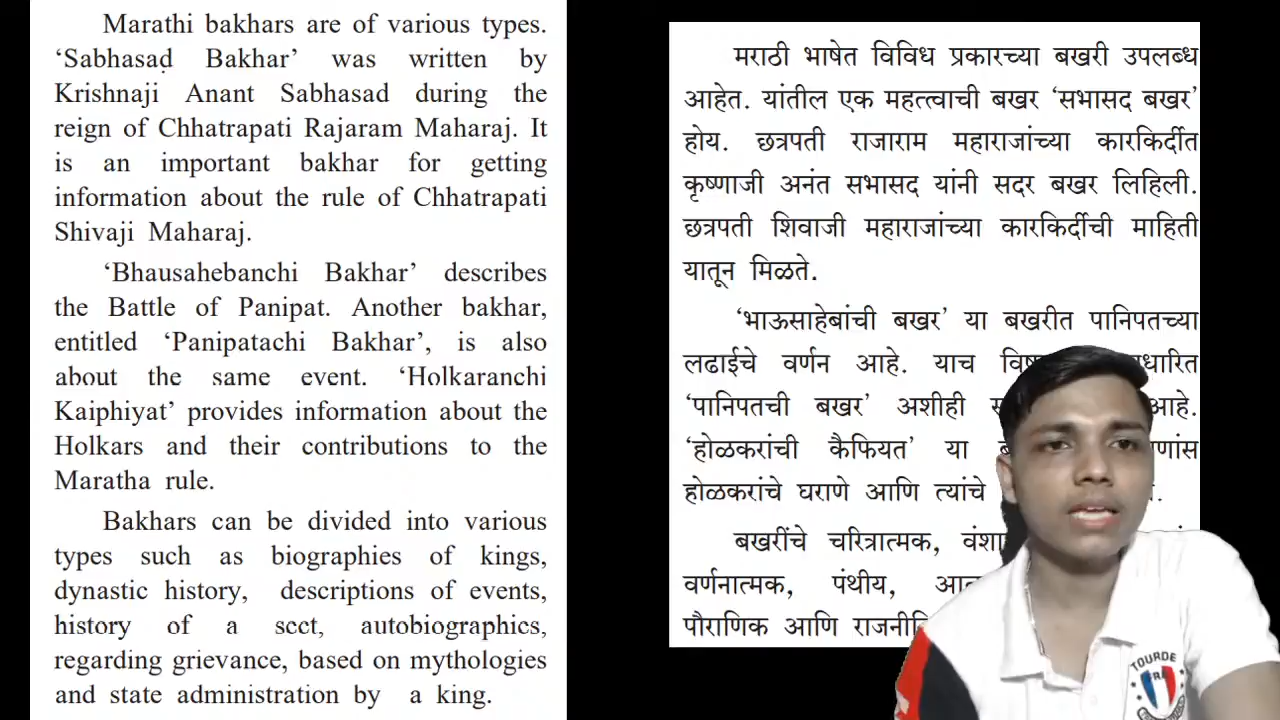 Marathi bakhars are of various types.
‘Sabhasaḍ Bakhar’ was written by
Krishnaji Anant Sabhasad during the
reign of Chhatrapati Rajaram Maharaj. It
is an important bakhar for getting
information about the rule of Chhatrapati
Shivaji Maharaj.
‘Bhausahebanchi Bakhar’ describes
the Battle of Panipat. Another bakhar,
entitled ‘Panipatachi Bakhar’, is also
about the same event. ‘Holkaranchi
Kaiphiyat’ provides information about the
Holkars and their contributions to the
Maratha rule.
Bakhars can be divided into various
types such as biographies of kings,
dynastic history, descriptions of events,
history of a scct, autobiographics,
regarding grievance, based on mythologies
and state administration by a king.
मराठी भाषेत विविध प्रकारच्या बखरी उपलब्ध
आहेत. यांतील एक महत्त्वाची बखर ‘सभासद बखर’
होय. छत्रपती राजाराम महाराजांच्या कारकिर्दीत
कृष्णाजी अनंत सभासद यांनी सदर बखर लिहिली.
छत्रपती शिवाजी महाराजांच्या कारकिर्दीची माहिती
यातून मिळते.
‘भाऊसाहेबांची बखर’ या बखरीत पानिपतच्या
लढाईचे वर्णन आहे. याच
‘पानिपतची बखर’ अशीही आहे.
‘होळकरांची कैफियत’ या
होळकरांचे घराणे आणि त्यांचे
बखरींचे चरित्रात्मक,
वर्णनात्मक, पंथीय,
पौराणिक आणि
TOURDE